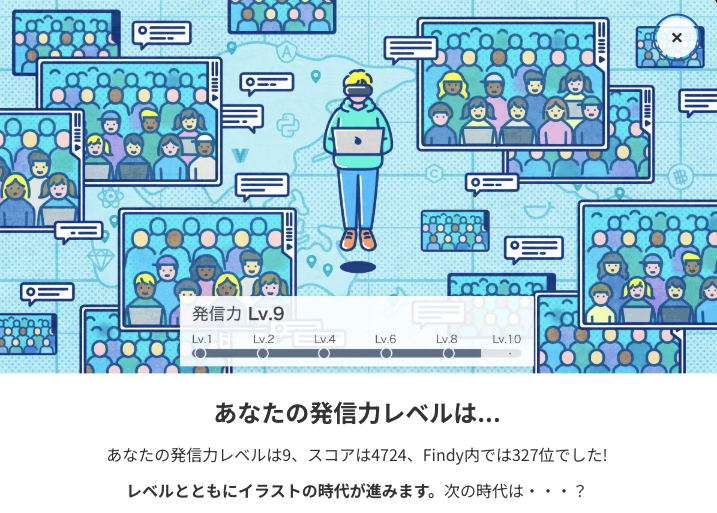 発信力 Lv.9
Lv.1 Lv.2 Lv.4 Lv.6 Lv.8 Lv.10
あなたの発信力レベルは...
あなたの発信力レベルは9、スコアは4724、Findy内では327位でした!
レベルとともにイラストの時代が進みます。次の時代は・・・？